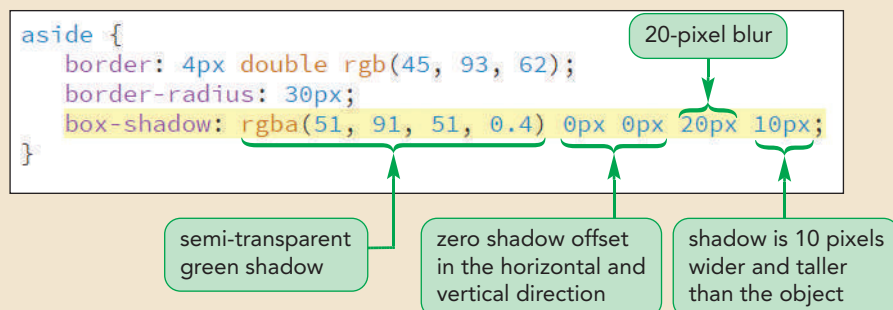 aside {
20-pixel blur
border: 4px double rgb(45, 93, 62);
border-radius: 30px;
box-shadow: rgba(51, 91, 51, 0.4) 0px 0px 20px 10px;
}
semi-transparent
green shadow
zero shadow offset
in the horizontal and
vertical direction
shadow is 10 pixels
wider and taller
than the object